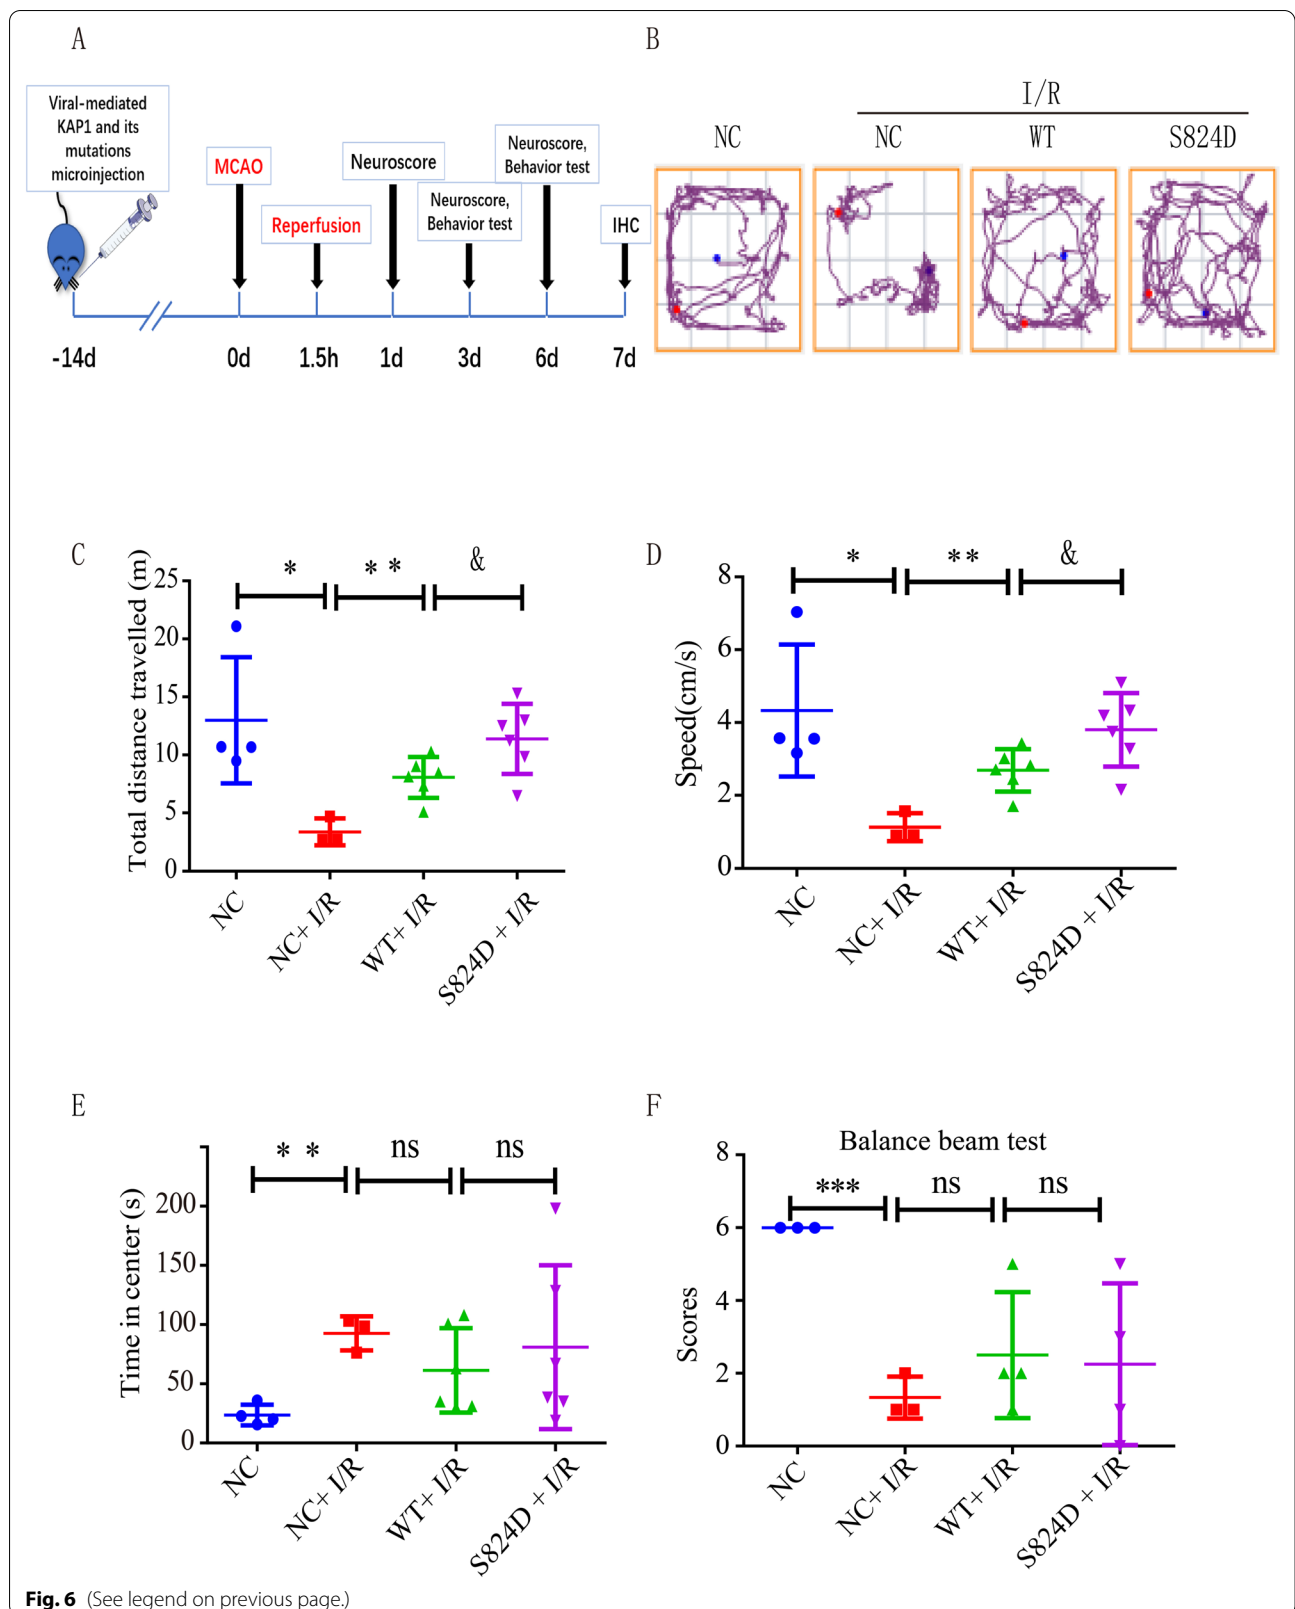 A
Viral-mediated
KAP1 and its
mutations
microinjection
MCAO
Reperfusion
Neuroscore
Neuroscore,
Behavior test
Neuroscore,
Behavior test
IHC
-14d 0d 1.5h 1d 3d 6d 7d
B
I/R
NC NC WT S824D
C
Total distance travelled (m)
25
20
15
10
5
0
* ** &
NC NC+ I/R WT+ I/R S824D + I/R
D
Speed(cm/s)
8
6
4
2
0
* ** &
NC NC+ I/R WT+ I/R S824D + I/R
E
Time in center (s)
200
150
100
50
0
** ns ns
NC NC+ I/R WT+ I/R S824D + I/R
F
Balance beam test
Scores
8
6
4
2
0
*** ns ns
NC NC+ I/R WT+ I/R S824D + I/R
Fig. 6 (See legend on previous page.)